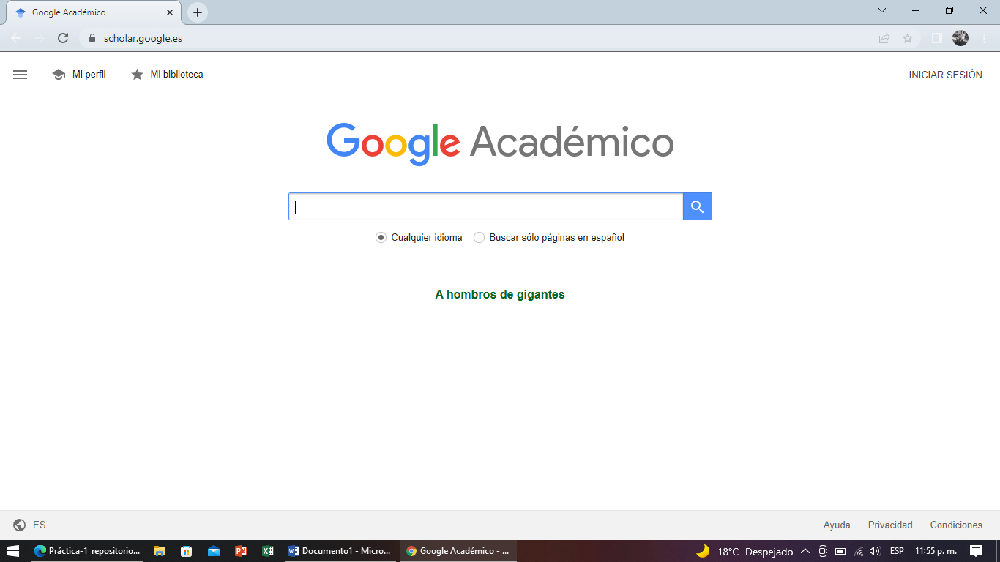 Google Académico
scholar.google.es
Mi perfil
Mi biblioteca
INICIAR SESIÓN
Google Académico
Cualquier idioma
Buscar sólo páginas en español
A hombros de gigantes
ES
Ayuda
Privacidad
Condiciones
Práctica-1_repositorio...
Documento1 - Micro...
Google Académico - ...
18°C Despejado
ESP
11:55 p. m.